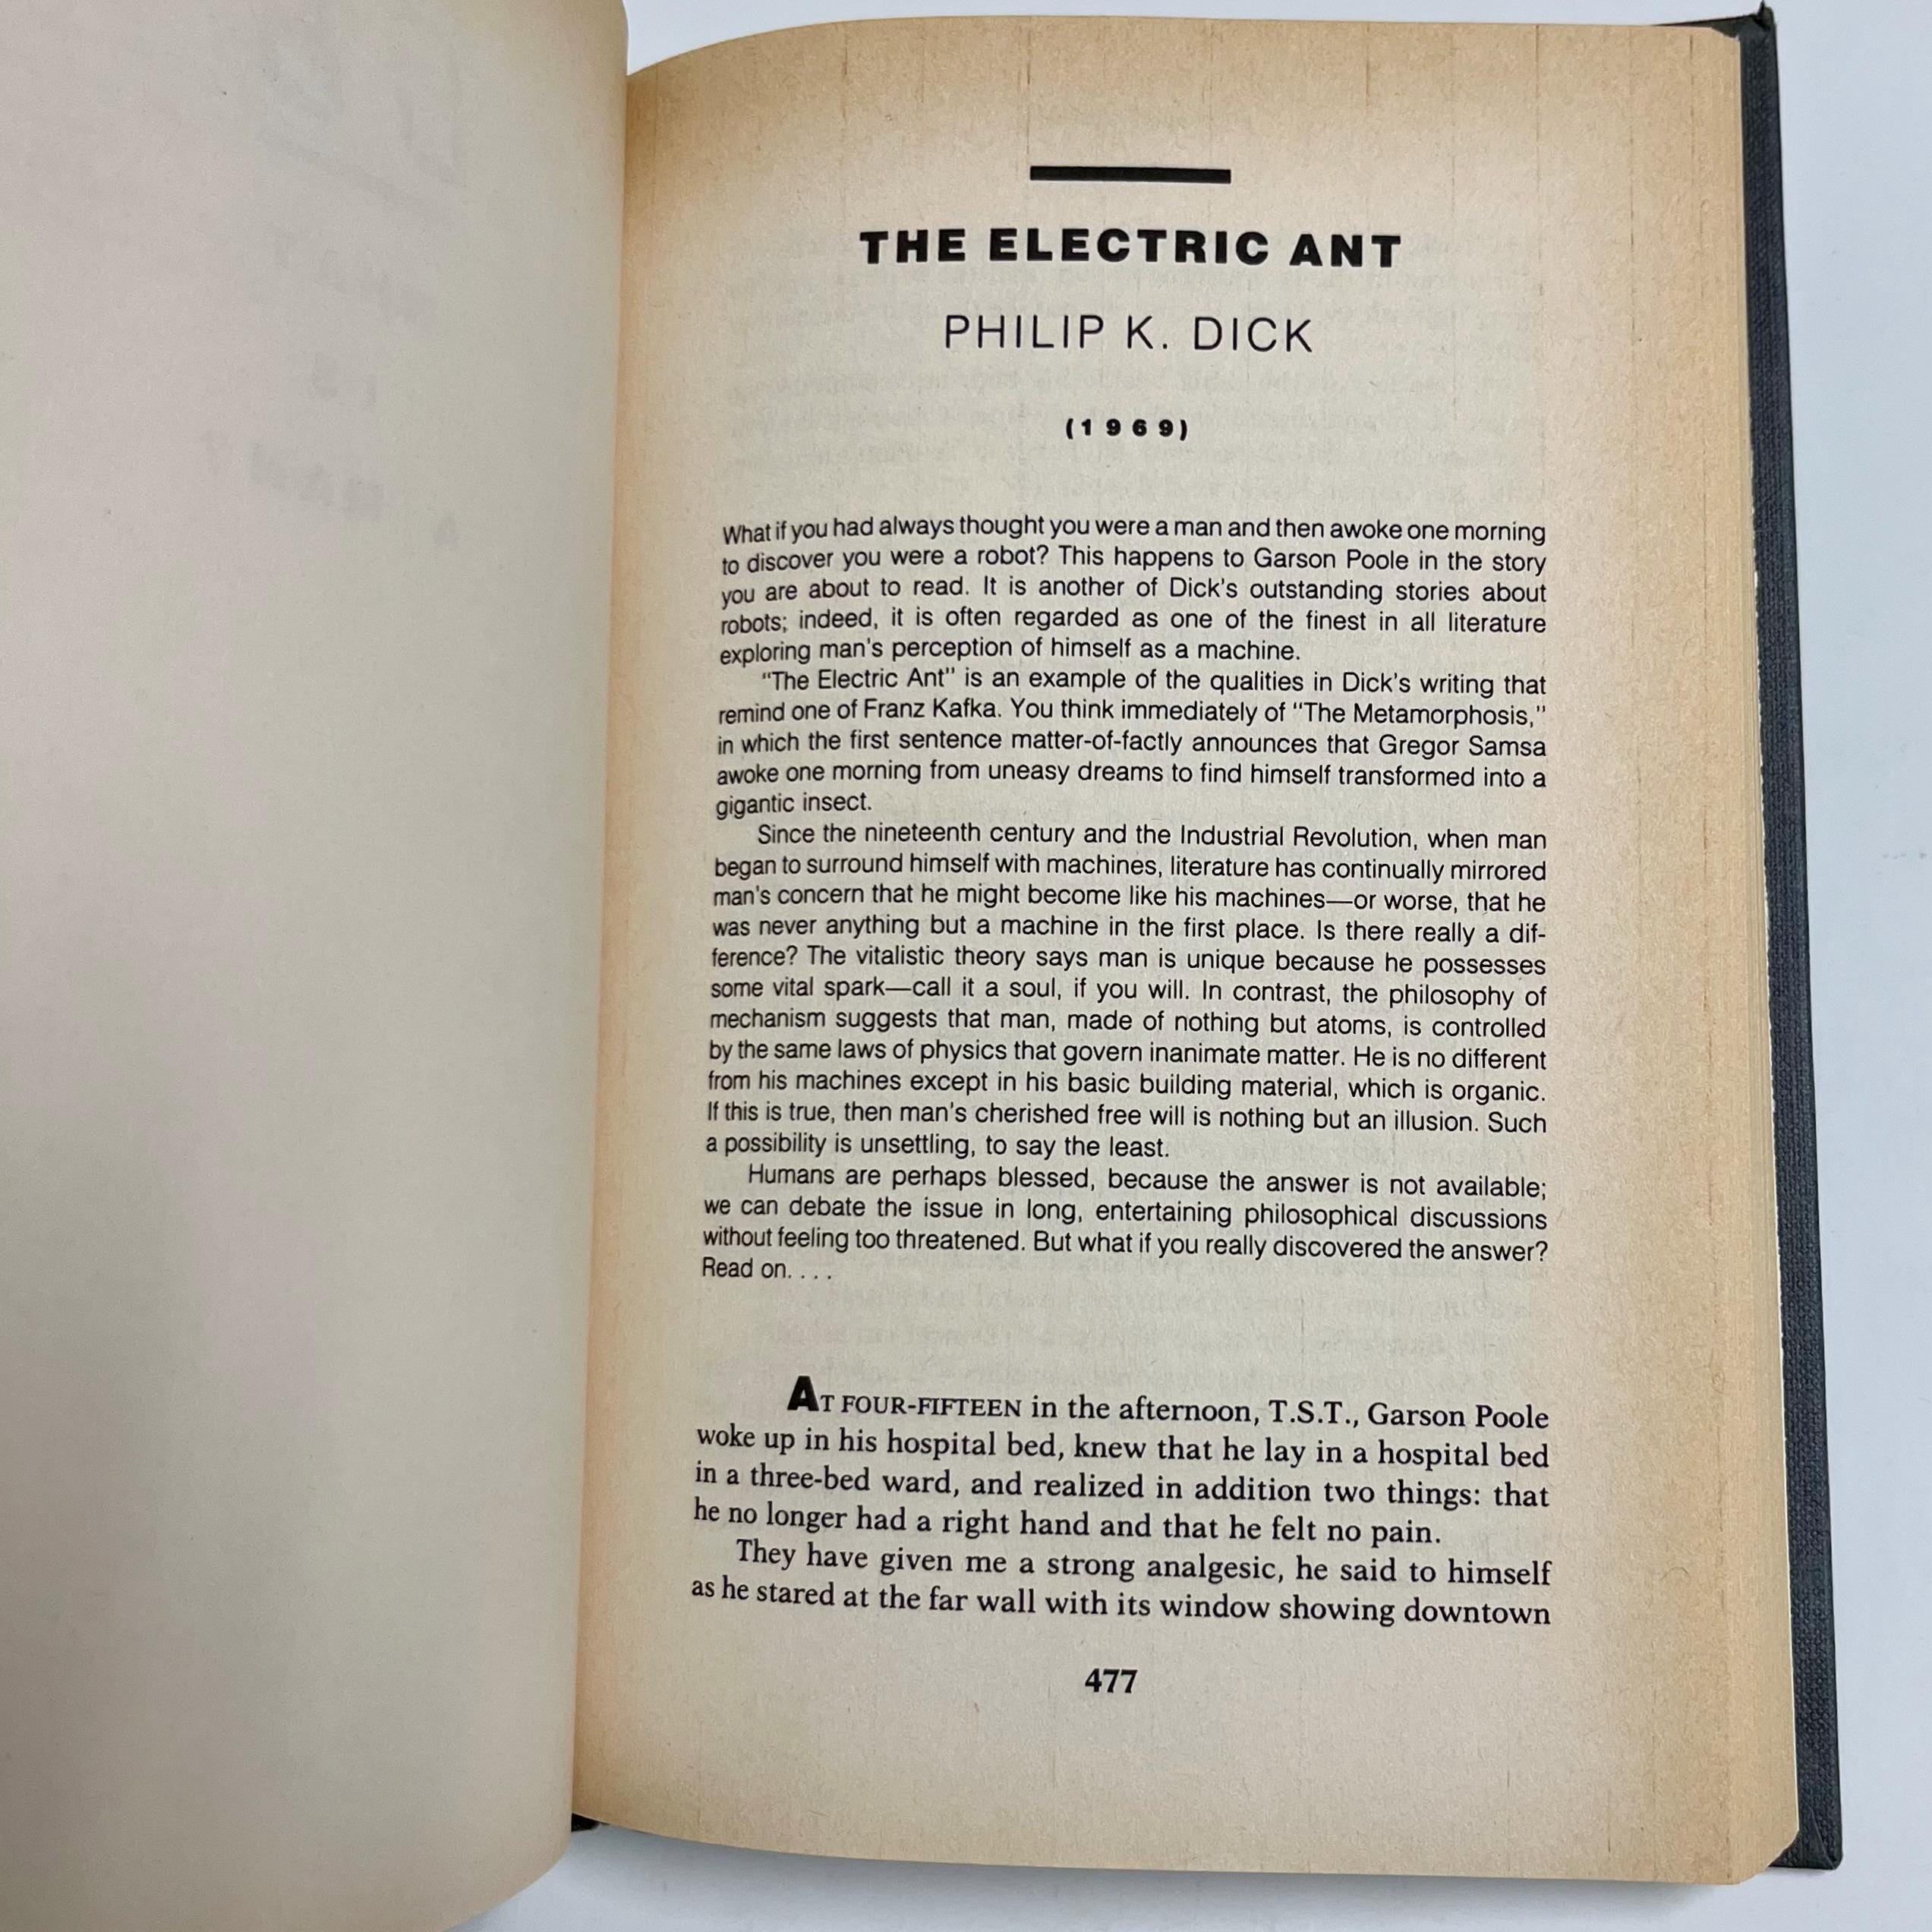 THE ELECTRIC ANT
PHILIP K. DICK
(1969)
What if you had always thought you were a man and then awoke one morning
to discover you were a robot? This happens to Garson Poole in the story
you are about to read. It is another of Dick's outstanding stories about
robots; indeed, it is often regarded as one of the finest in all literature
exploring man's perception of himself as a machine.
"The Electric Ant" is an example of the qualities in Dick's writing that
remind one of Franz Kafka. You think immediately of "The Metamorphosis,"
in which the first sentence matter-of-factly announces that Gregor Samsa
awoke one morning from uneasy dreams to find himself transformed into a
gigantic insect.
Since the nineteenth century and the Industrial Revolution, when man
began to surround himself with machines, literature has continually mirrored
man's concern that he might become like his machines—or worse, that he
was never anything but a machine in the first place. Is there really a dif-
ference? The vitalistic theory says man is unique because he possesses
some vital spark—call it a soul, if you will. In contrast, the philosophy of
mechanism suggests that man, made of nothing but atoms, is controlled
by the same laws of physics that govern inanimate matter. He is no different
from his machines except in his basic building material, which is organic.
If this is true, then man's cherished free will is nothing but an illusion. Such
a possibility is unsettling, to say the least.
Humans are perhaps blessed, because the answer is not available;
we can debate the issue in long, entertaining philosophical discussions
without feeling too threatened. But what if you really discovered the answer?
Read on. . . .
AT FOUR-FIFTEEN in the afternoon, T.S.T., Garson Poole
woke up in his hospital bed, knew that he lay in a hospital bed
in a three-bed ward, and realized in addition two things: that
he no longer had a right hand and that he felt no pain.
They have given me a strong analgesic, he said to himself
as he stared at the far wall with its window showing downtown
477